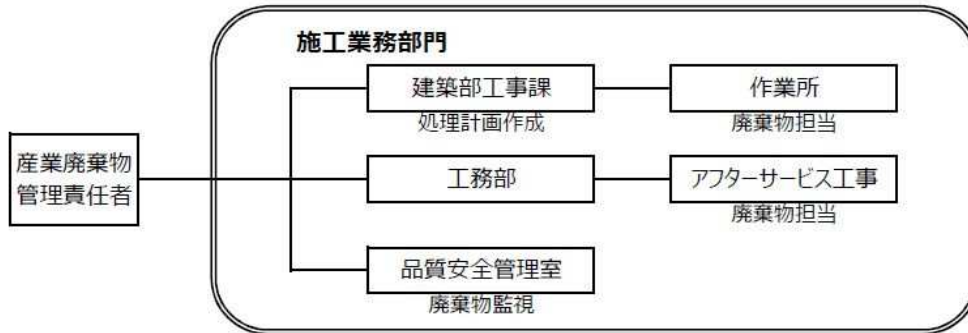 施工業務部門
建築部工事課
処理計画作成
作業所
廃棄物担当
産業廃棄物
管理責任者
工務部
アフターサービス工事
廃棄物担当
品質安全管理室
廃棄物監視